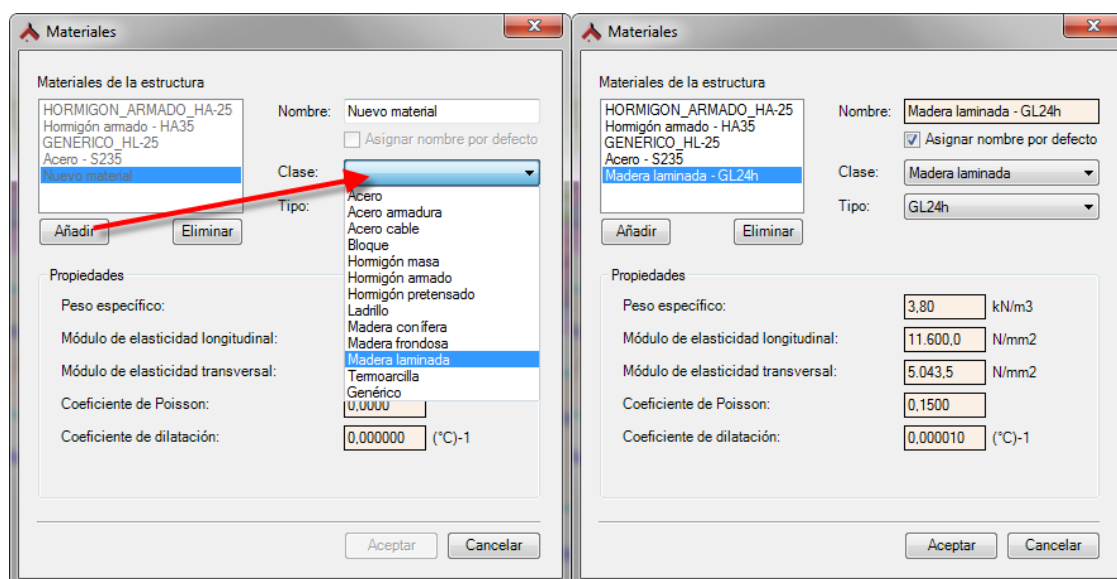 Materiales
Materiales de la estructura
HORMIGON_ARMADO_HA-25
Hormigón armado - HA35
GENERICO_HL-25
Acero - S235
Nuevo material
Añadir
Eliminar
Nombre:
Nuevo material
Asignar nombre por defecto
Clase:
Tipo:
Acero
Acero armadura
Acero cable
Bloque
Hormigón masa
Hormigón armado
Hormigón pretensado
Ladrillo
Madera conífera
Madera frondosa
Madera laminada
Termoarcilla
Genérico
Propiedades
Peso específico:
Módulo de elasticidad longitudinal:
Módulo de elasticidad transversal:
Coeficiente de Poisson:
0,0000
Coeficiente de dilatación:
0,000000 (°C)-1
Aceptar
Cancelar
Materiales
Materiales de la estructura
HORMIGON_ARMADO_HA-25
Hormigón armado - HA35
GENERICO_HL-25
Acero - S235
Madera laminada - GL24h
Añadir
Eliminar
Nombre:
Madera laminada - GL24h
Asignar nombre por defecto
Clase:
Madera laminada
Tipo:
GL24h
Propiedades
Peso específico:
3,80 kN/m3
Módulo de elasticidad longitudinal:
11.600,0 N/mm2
Módulo de elasticidad transversal:
5.043,5 N/mm2
Coeficiente de Poisson:
0,1500
Coeficiente de dilatación:
0,000010 (°C)-1
Aceptar
Cancelar